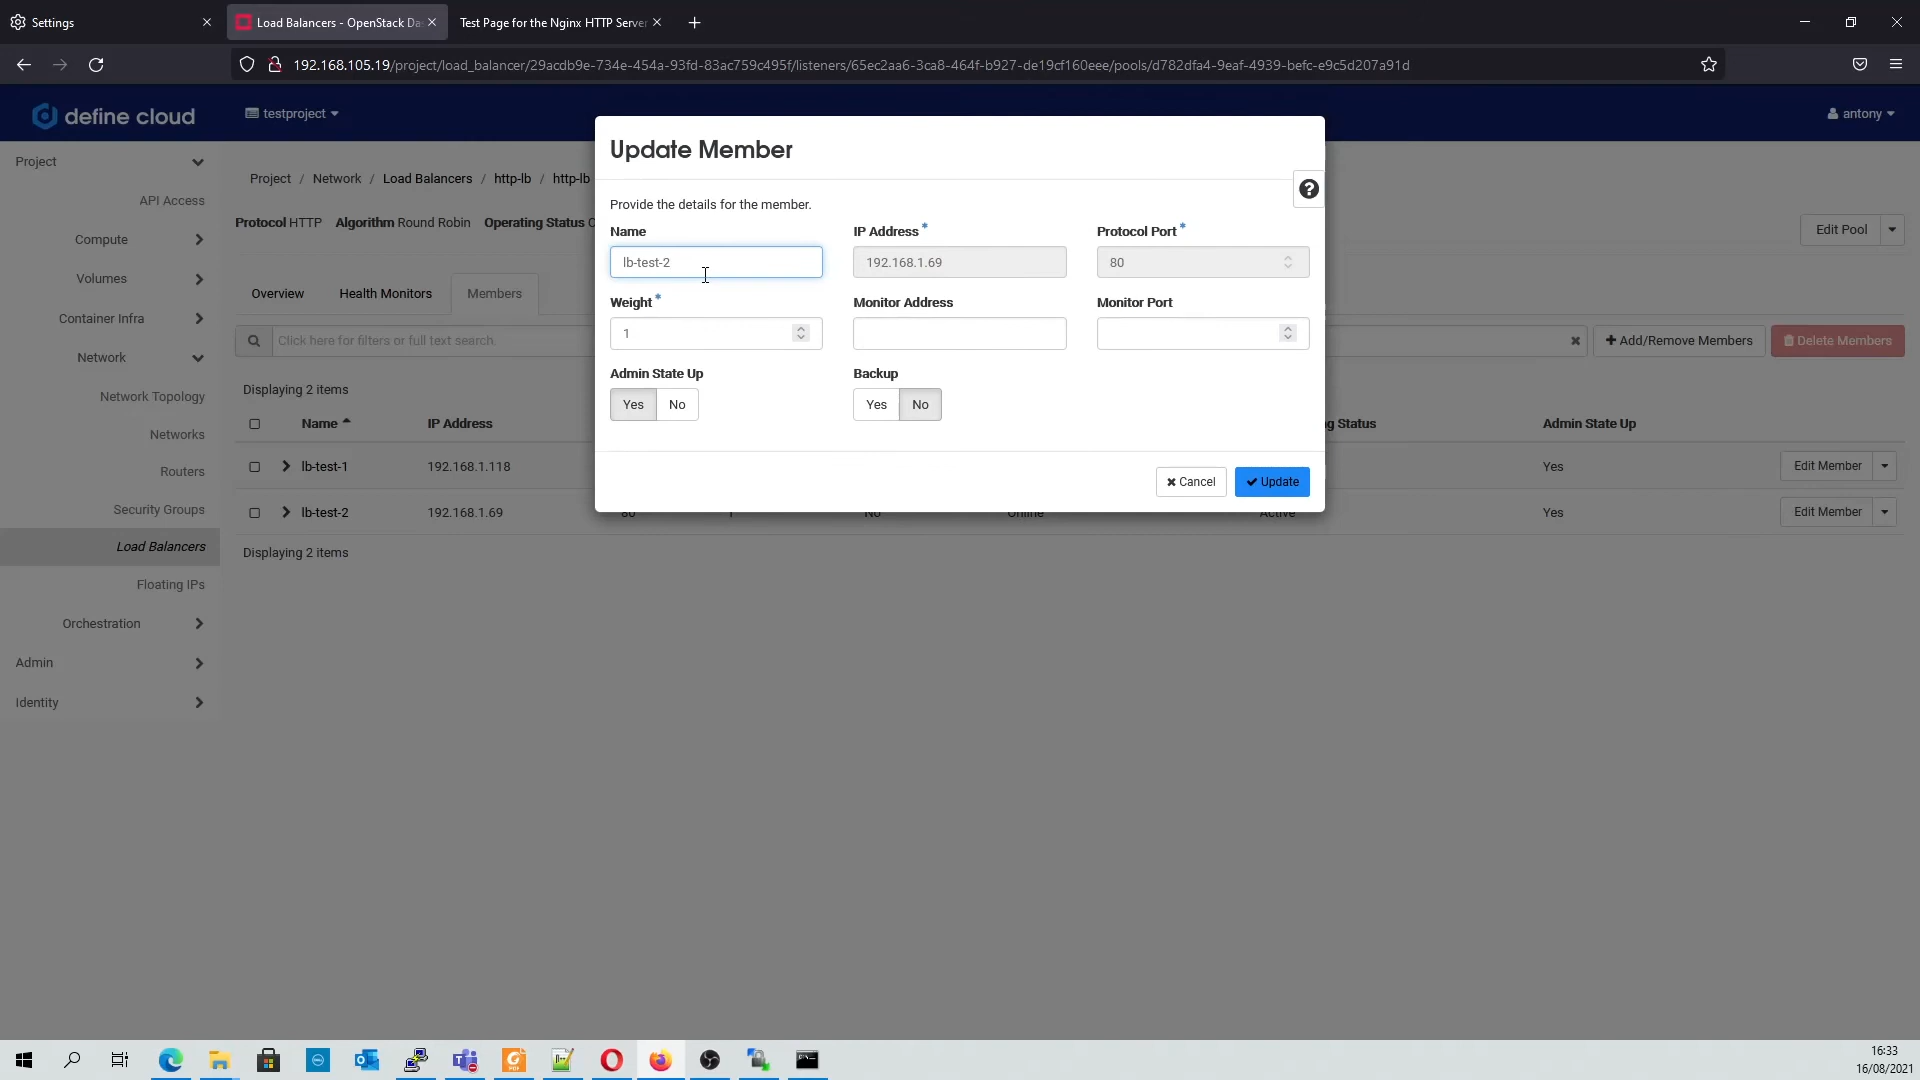 Settings
Load Balancers - OpenStack Da
Test Page for the Nginx HTTP Server
192.168.105.19/project/load_balancer/29acdb9e-734e-454a-93fd-83ac759c495f/listeners/65ec2aa6-3ca8-464f-b927-de19cf160eee/pools/d782dfa4-9eaf-4939-befc-e9c5d207a91d
define cloud
testproject
antony
Project
API Access
Compute
Volumes
Container Infra
Network
Network Topology
Networks
Routers
Security Groups
Load Balancers
Floating IPs
Orchestration
Admin
Identity
Project / Network / Load Balancers / http-lb / http-lb
Protocol HTTP Algorithm Round Robin Operating Status O
Edit Pool
Overview Health Monitors Members
Click here for filters or full text search.
Add/Remove Members
Delete Members
Displaying 2 items
Name IP Address g Status Admin State Up
lb-test-1 192.168.1.118 Yes Edit Member
lb-test-2 192.168.1.69 80 1 No Online Active Yes Edit Member
Displaying 2 items
Update Member
Provide the details for the member.
Name IP Address * Protocol Port *
lb-test-2 192.168.1.69 80
Weight * Monitor Address Monitor Port
1
Admin State Up Backup
Yes No Yes No
Cancel Update
16:33
16/08/2021